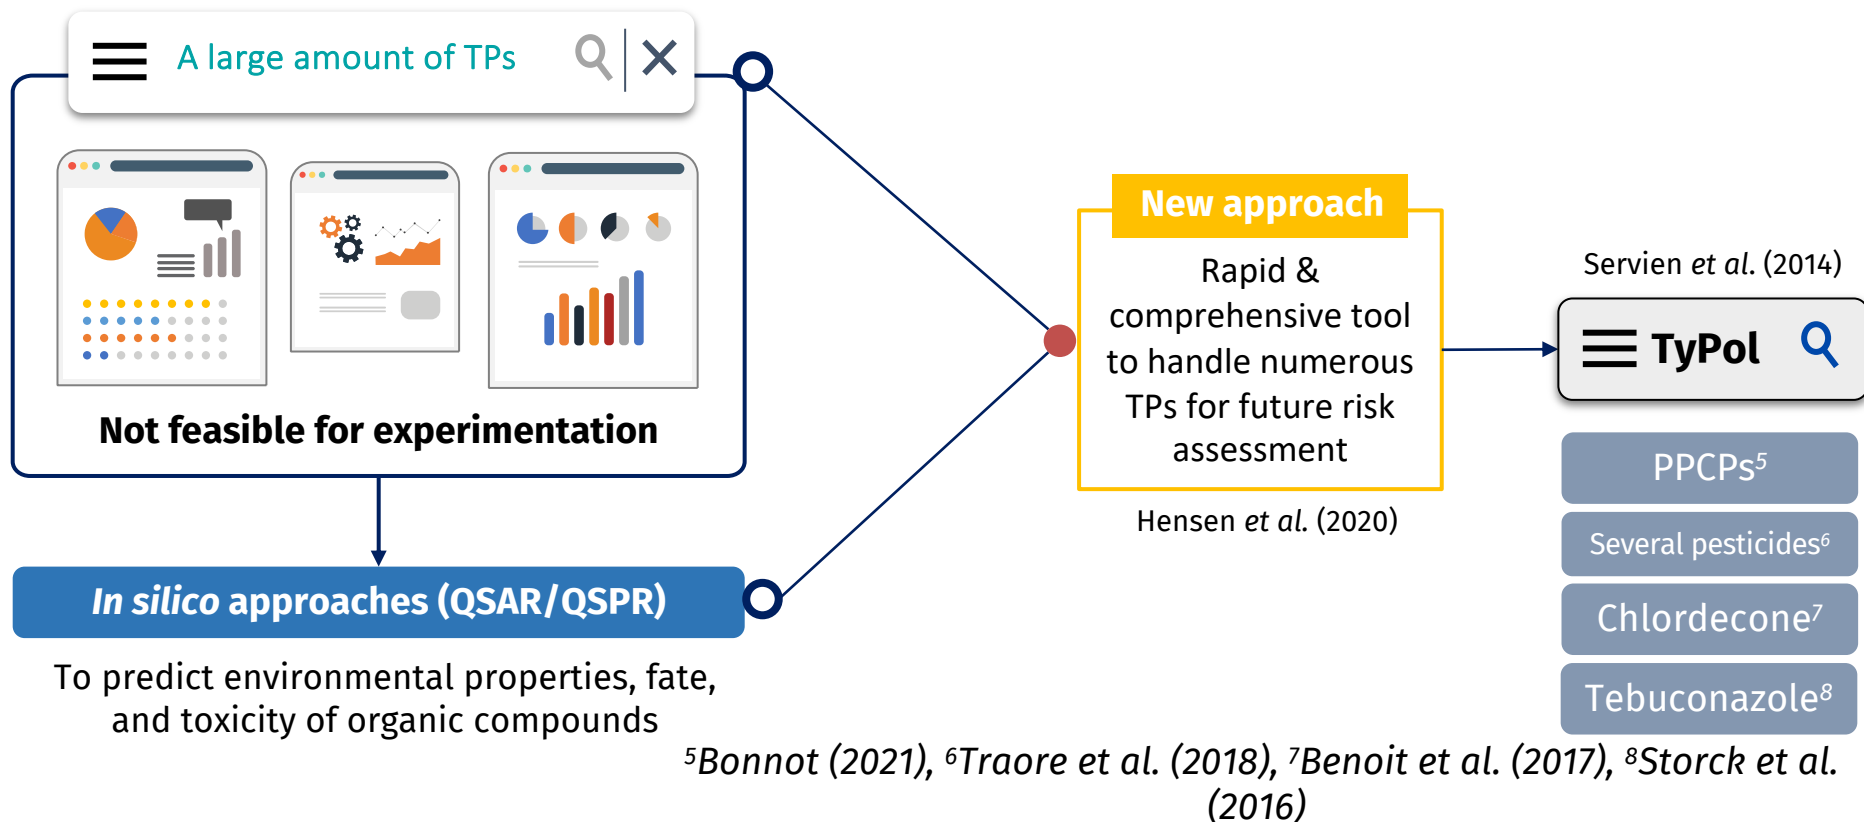 A large amount of TPs
Not feasible for experimentation
In silico approaches (QSAR/QSPR)
To predict environmental properties, fate,
and toxicity of organic compounds
New approach
Rapid &
comprehensive tool
to handle numerous
TPs for future risk
assessment
Hensen et al. (2020)
Servien et al. (2014)
TyPol
PPCPs⁵
Several pesticides⁶
Chlordecone⁷
Tebuconazole⁸
⁵Bonnot (2021), ⁶Traore et al. (2018), ⁷Benoit et al. (2017), ⁸Storck et al.
(2016)